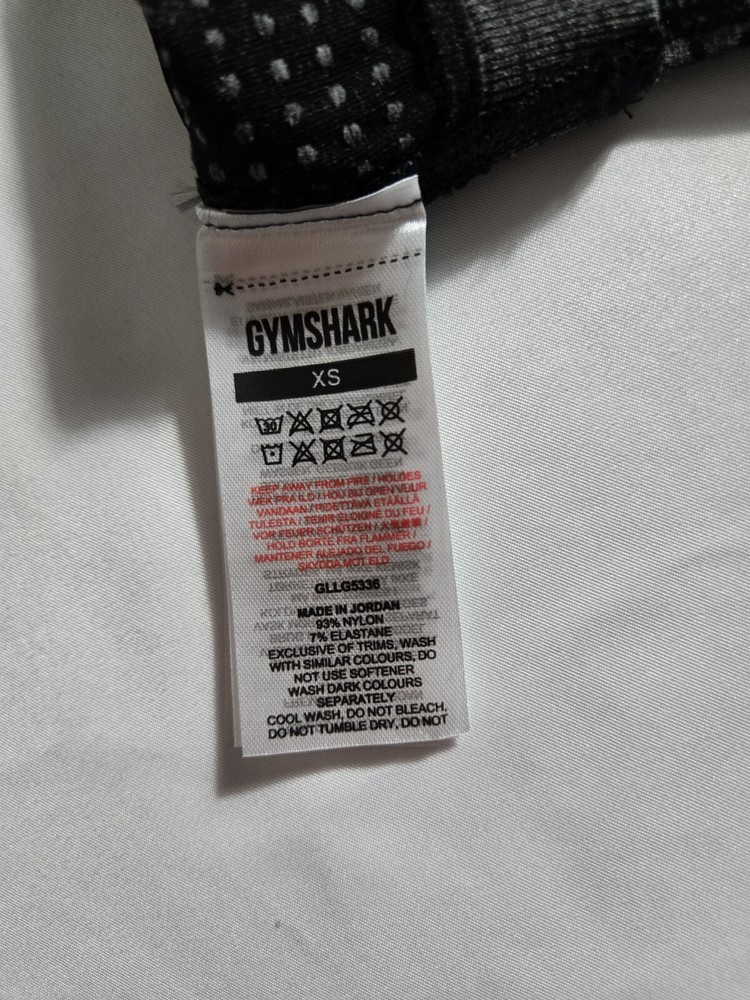 GYMSHARK
XS
30
KEEP AWAY FROM FIRE / HOLDES
VÆK FRA ILD / HOU BIJ OPEN VUUR
VANDAAN / PIDETTÄVÄ ETÄÄLLÄ
TULESTA / TENIR ÉLOIGNÉ DU FEU /
VOR FEUER SCHÜTZEN /
HOLD BORTE FRA FLAMMER /
MANTENER ALEJADO DEL FUEGO /
SKYDDA MOT ELD
GLLG5336
MADE IN JORDAN
93% NYLON
7% ELASTANE
EXCLUSIVE OF TRIMS, WASH
WITH SIMILAR COLOURS, DO
NOT USE SOFTENER
WASH DARK COLOURS
SEPARATELY
COOL WASH, DO NOT BLEACH.
DO NOT TUMBLE DRY, DO NOT